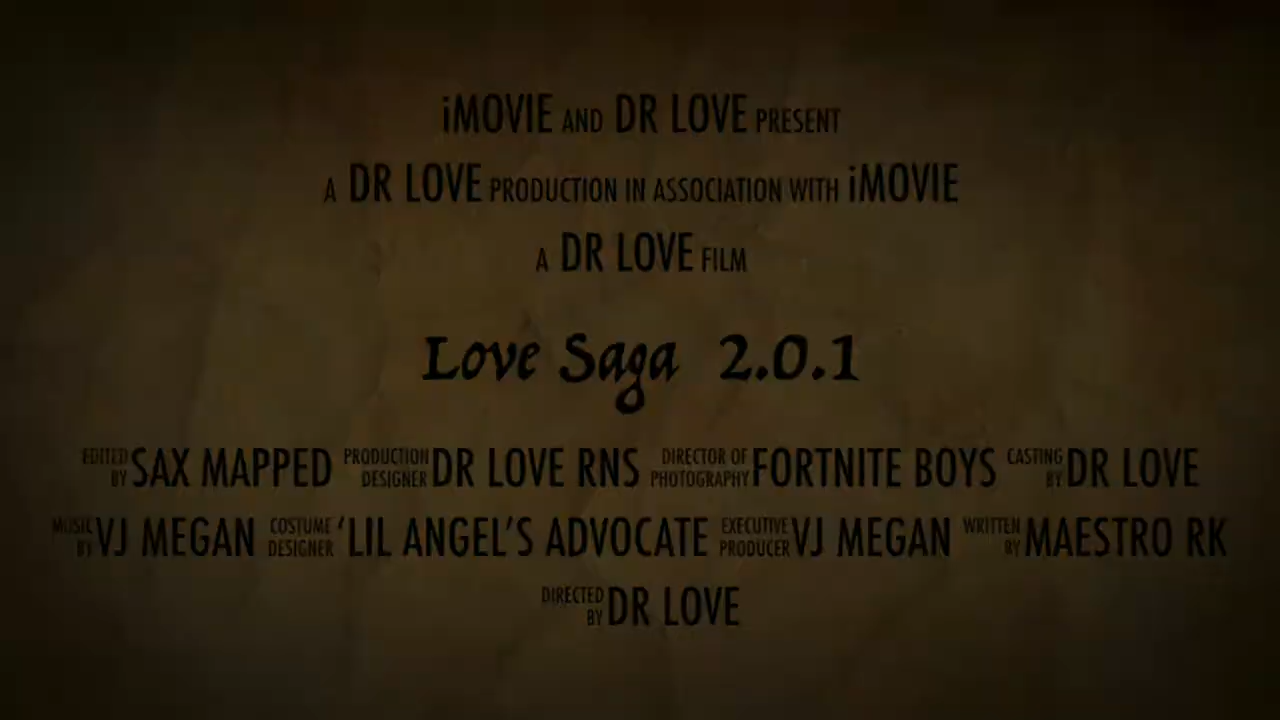 iMOVIE AND DR LOVE PRESENT
A DR LOVE PRODUCTION IN ASSOCIATION WITH iMOVIE
A DR LOVE FILM
Love Saga 2.0.1
EDITED BY SAX MAPPED PRODUCTION DESIGNER DR LOVE RNS DIRECTOR OF PHOTOGRAPHY FORTNITE BOYS CASTING BY DR LOVE
MUSIC BY VJ MEGAN COSTUME DESIGNER 'LIL ANGEL'S ADVOCATE EXECUTIVE PRODUCER VJ MEGAN WRITTEN BY MAESTRO RK
DIRECTED BY DR LOVE